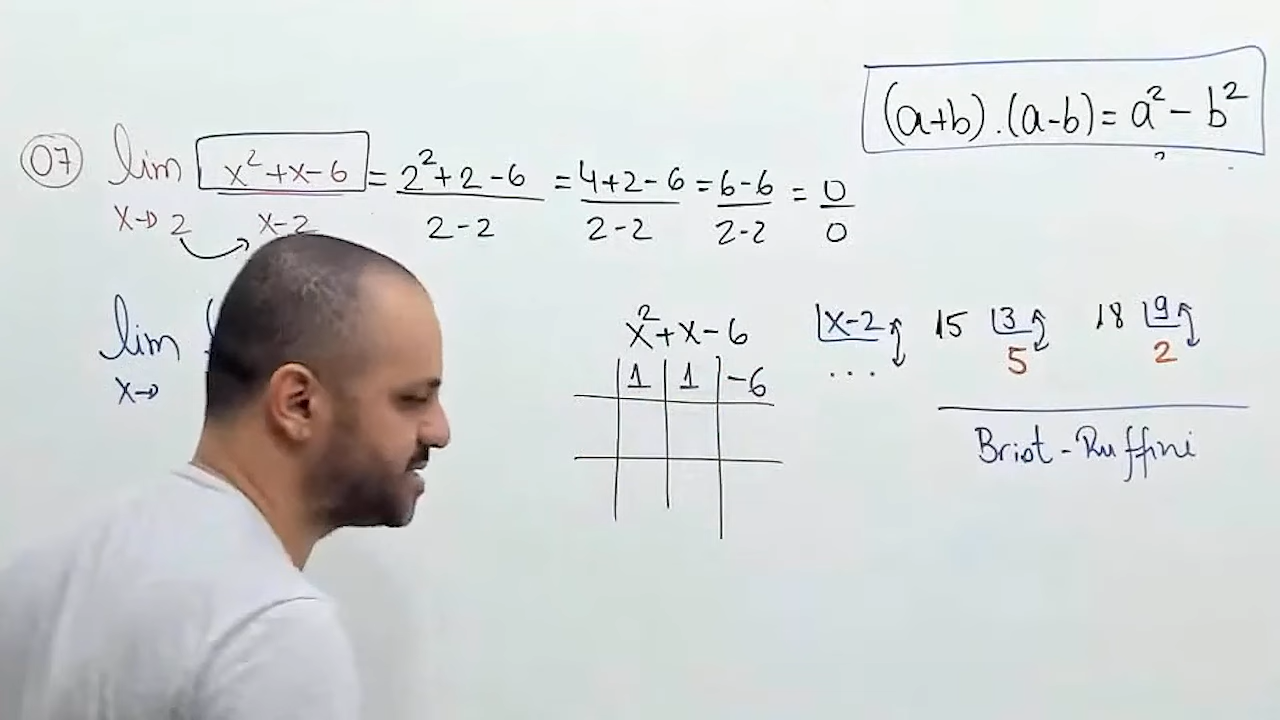 (a+b).(a-b)=a²-b²
07 lim x²+x-6 = 2²+2-6 = 4+2-6 = 6-6 = 0
x→2 x-2 2-2 2-2 2-2 0
lim (
x→
x²+x-6 x-2 15 3 18 9
... 5 2
1 1 -6
Briot-Ruffini